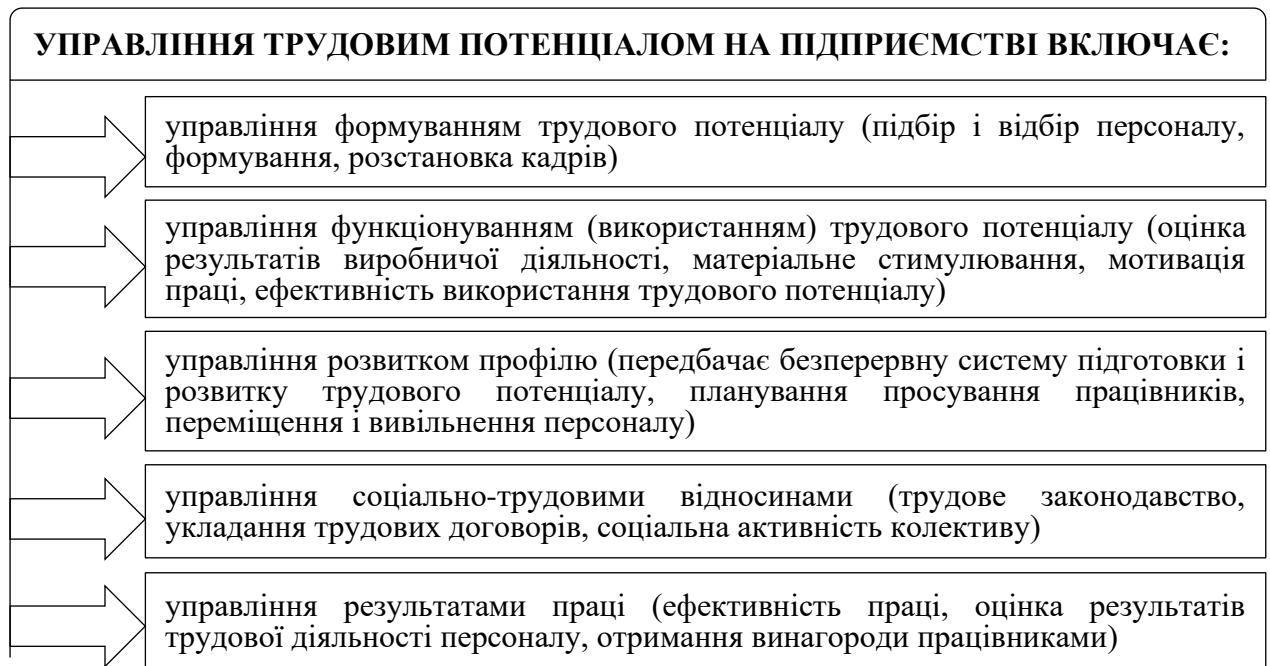 УПРАВЛІННЯ ТРУДОВИМ ПОТЕНЦІАЛОМ НА ПІДПРИЄМСТВІ ВКЛЮЧАЄ:
управління формуванням трудового потенціалу (підбір і відбір персоналу,
формування, розстановка кадрів)
управління функціонуванням (використанням) трудового потенціалу (оцінка
результатів виробничої діяльності, матеріальне стимулювання, мотивація
праці, ефективність використання трудового потенціалу)
управління розвитком профілю (передбачає безперервну систему підготовки і
розвитку трудового потенціалу, планування просування працівників,
переміщення і вивільнення персоналу)
управління соціально-трудовими відносинами (трудове законодавство,
укладання трудових договорів, соціальна активність колективу)
управління результатами праці (ефективність праці, оцінка результатів
трудової діяльності персоналу, отримання винагороди працівниками)